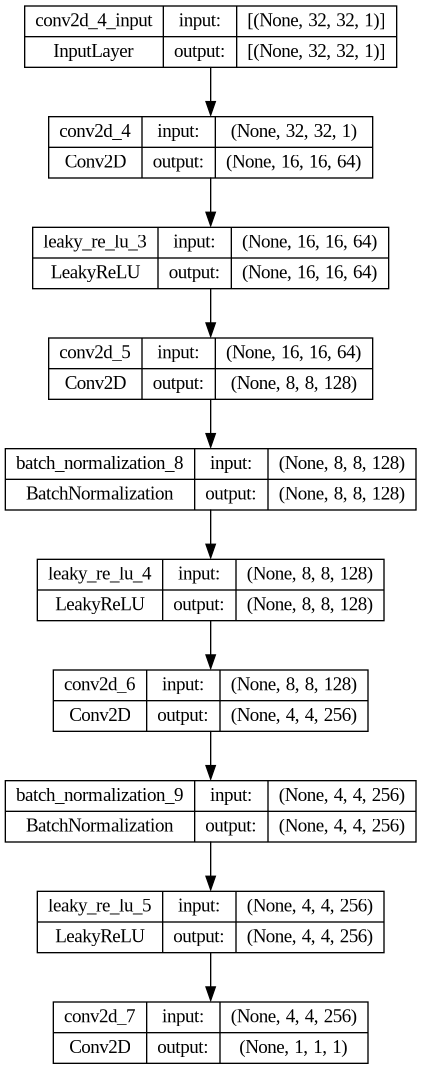 conv2d_4_input input: [(None, 32, 32, 1)]
InputLayer output: [(None, 32, 32, 1)]
conv2d_4 input: (None, 32, 32, 1)
Conv2D output: (None, 16, 16, 64)
leaky_re_lu_3 input: (None, 16, 16, 64)
LeakyReLU output: (None, 16, 16, 64)
conv2d_5 input: (None, 16, 16, 64)
Conv2D output: (None, 8, 8, 128)
batch_normalization_8 input: (None, 8, 8, 128)
BatchNormalization output: (None, 8, 8, 128)
leaky_re_lu_4 input: (None, 8, 8, 128)
LeakyReLU output: (None, 8, 8, 128)
conv2d_6 input: (None, 8, 8, 128)
Conv2D output: (None, 4, 4, 256)
batch_normalization_9 input: (None, 4, 4, 256)
BatchNormalization output: (None, 4, 4, 256)
leaky_re_lu_5 input: (None, 4, 4, 256)
LeakyReLU output: (None, 4, 4, 256)
conv2d_7 input: (None, 4, 4, 256)
Conv2D output: (None, 1, 1, 1)